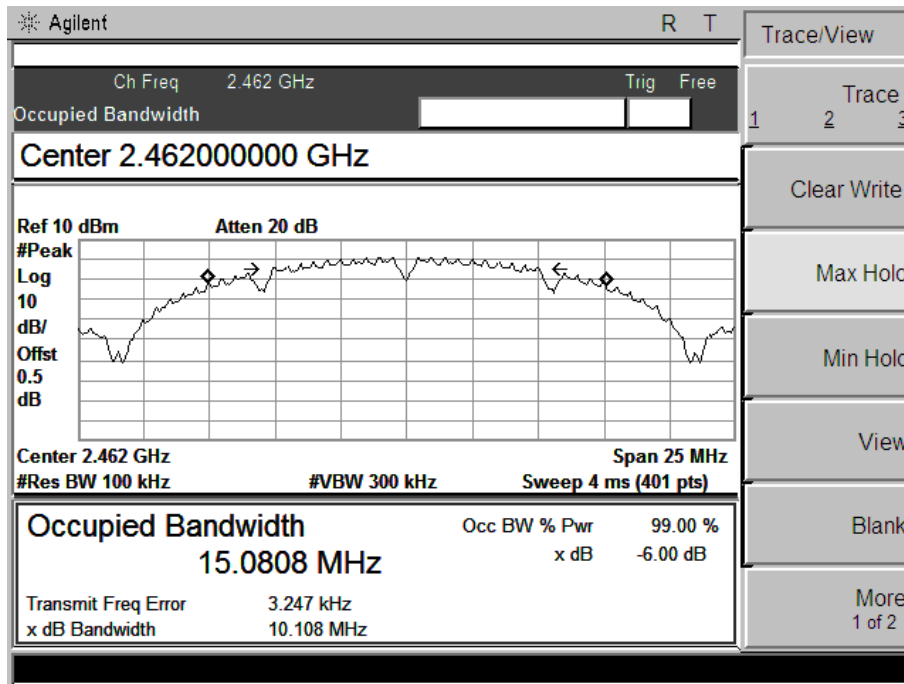 Agilent R T
Ch Freq 2.462 GHz Trig Free
Occupied Bandwidth
Center 2.462000000 GHz
Ref 10 dBm Atten 20 dB
#Peak
Log
10
dB/
Offst
0.5
dB
Center 2.462 GHz Span 25 MHz
#Res BW 100 kHz #VBW 300 kHz Sweep 4 ms (401 pts)
Occupied Bandwidth Occ BW % Pwr 99.00 %
15.0808 MHz x dB -6.00 dB
Transmit Freq Error 3.247 kHz
x dB Bandwidth 10.108 MHz
Trace/View
Trace
1 2 3
Clear Write
Max Hold
Min Hold
View
Blank
More
1 of 2